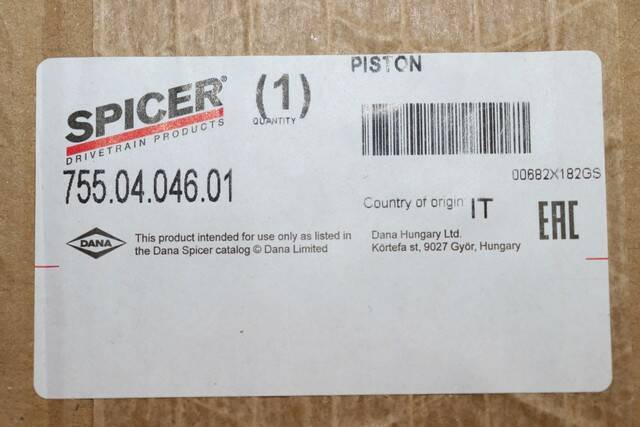 PISTON
SPICER®
DRIVETRAIN PRODUCTS
(1)
QUANTITY
00682X182GS
755.04.046.01
Country of origin IT
EAC
DANA
This product intended for use only as listed in
the Dana Spicer catalog © Dana Limited
Dana Hungary Ltd.
Körtefa st, 9027 Győr, Hungary